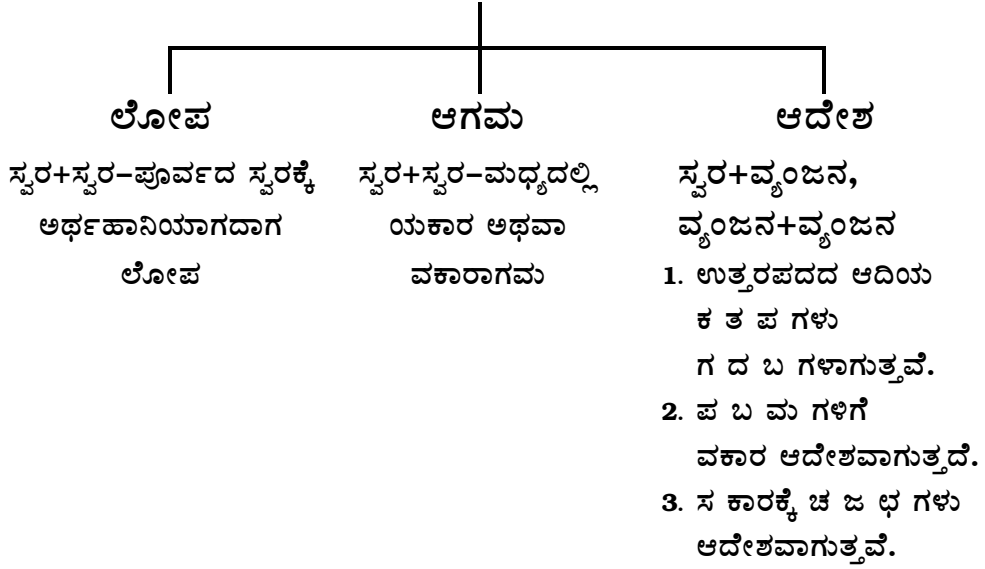 ಲೋಪ
ಸ್ವರ+ಸ್ವರ–ಪೂರ್ವದ ಸ್ವರಕ್ಕೆ
ಅರ್ಥಹಾನಿಯಾಗದಾಗ
ಲೋಪ
ಆಗಮ
ಸ್ವರ+ಸ್ವರ–ಮಧ್ಯದಲ್ಲಿ
ಯಕಾರ ಅಥವಾ
ವಕಾರಾಗಮ
ಆದೇಶ
ಸ್ವರ+ವ್ಯಂಜನ,
ವ್ಯಂಜನ+ವ್ಯಂಜನ
1. ಉತ್ತರಪದದ ಆದಿಯ
ಕ ತ ಪ ಗಳು
ಗ ದ ಬ ಗಳಾಗುತ್ತವೆ.
2. ಪ ಬ ಮ ಗಳಿಗೆ
ವಕಾರ ಆದೇಶವಾಗುತ್ತದೆ.
3. ಸ ಕಾರಕ್ಕೆ ಚ ಜ ಛ ಗಳು
ಆದೇಶವಾಗುತ್ತವೆ.